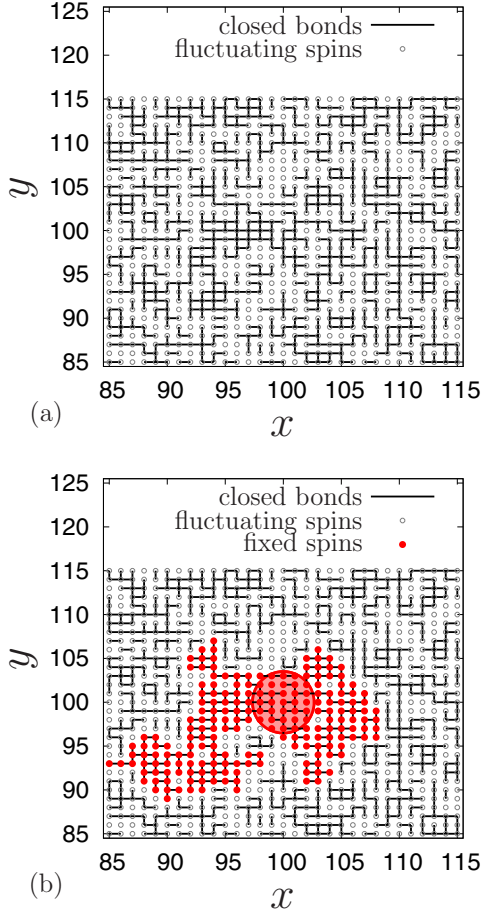 125
120
115
110
105
100
95
90
85
y
closed bonds
fluctuating spins
85 90 95 100 105 110 115
(a)
x
125
120
115
110
105
100
95
90
85
y
closed bonds
fluctuating spins
fixed spins
85 90 95 100 105 110 115
(b)
x